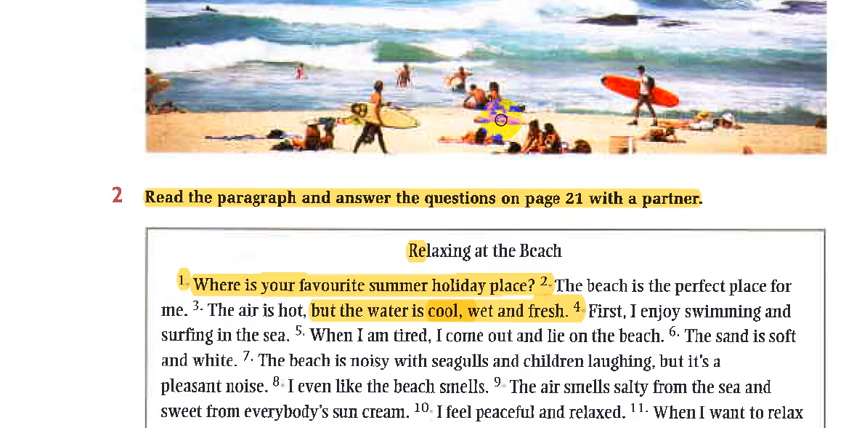 2 Read the paragraph and answer the questions on page 21 with a partner.
Relaxing at the Beach
1. Where is your favourite summer holiday place? 2. The beach is the perfect place for
me. 3. The air is hot, but the water is cool, wet and fresh. 4. First, I enjoy swimming and
surfing in the sea. 5. When I am tired, I come out and lie on the beach. 6. The sand is soft
and white. 7. The beach is noisy with seagulls and children laughing, but it's a
pleasant noise. 8. I even like the beach smells. 9. The air smells salty from the sea and
sweet from everybody's sun cream. 10. I feel peaceful and relaxed. 11. When I want to relax